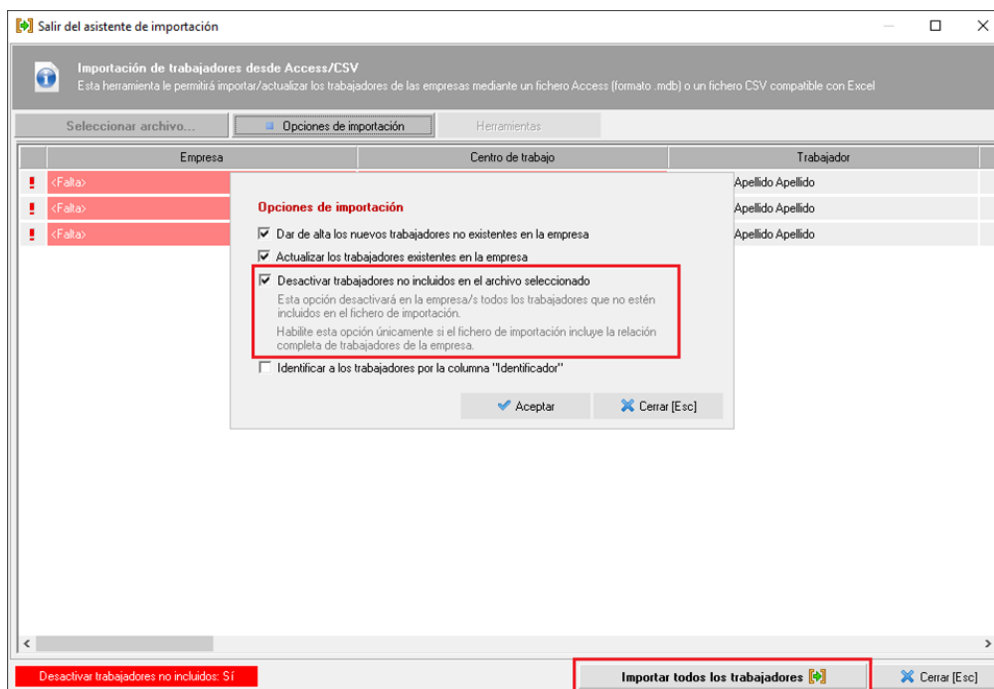 Salir del asistente de importación
Importación de trabajadores desde Access/CSV
Esta herramienta le permitirá importar/actualizar los trabajadores de las empresas mediante un fichero Access (formato .mdb) o un fichero CSV compatible con Excel
Seleccionar archivo...
Opciones de importación
Herramientas
Empresa
Centro de trabajo
Trabajador
<Falta>
Apellido Apellido
<Falta>
Apellido Apellido
<Falta>
Apellido Apellido
Opciones de importación
Dar de alta los nuevos trabajadores no existentes en la empresa
Actualizar los trabajadores existentes en la empresa
Desactivar trabajadores no incluidos en el archivo seleccionado
Esta opción desactivará en la empresa/s todos los trabajadores que no estén
incluidos en el fichero de importación.
Habilite esta opción únicamente si el fichero de importación incluye la relación
completa de trabajadores de la empresa.
Identificar a los trabajadores por la columna "Identificador"
Aceptar
Cerrar [Esc]
Desactivar trabajadores no incluidos: Sí
Importar todos los trabajadores
Cerrar [Esc]